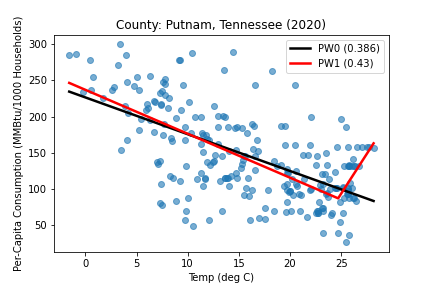 County: Putnam, Tennessee (2020)
PW0 (0.386)
PW1 (0.43)
Per-Capita Consumption (MMBtu/1000 Households)
300
250
200
150
100
50
0
5
10
15
20
25
Temp (deg C)